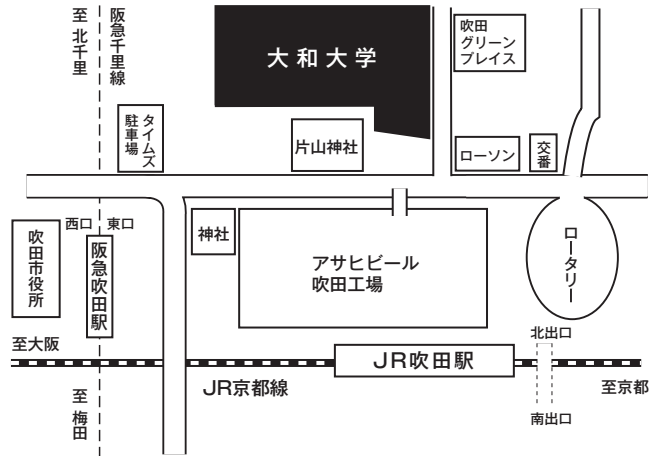 至 北千里
阪急千里線
大和大学
吹田
グリーン
プレイス
タイムズ
駐車場
片山神社
ローソン
交番
西口
東口
吹田市役所
阪急吹田駅
神社
アサヒビール
吹田工場
ロータリー
北出口
至大阪
JR吹田駅
JR京都線
至京都
至 梅田
南出口